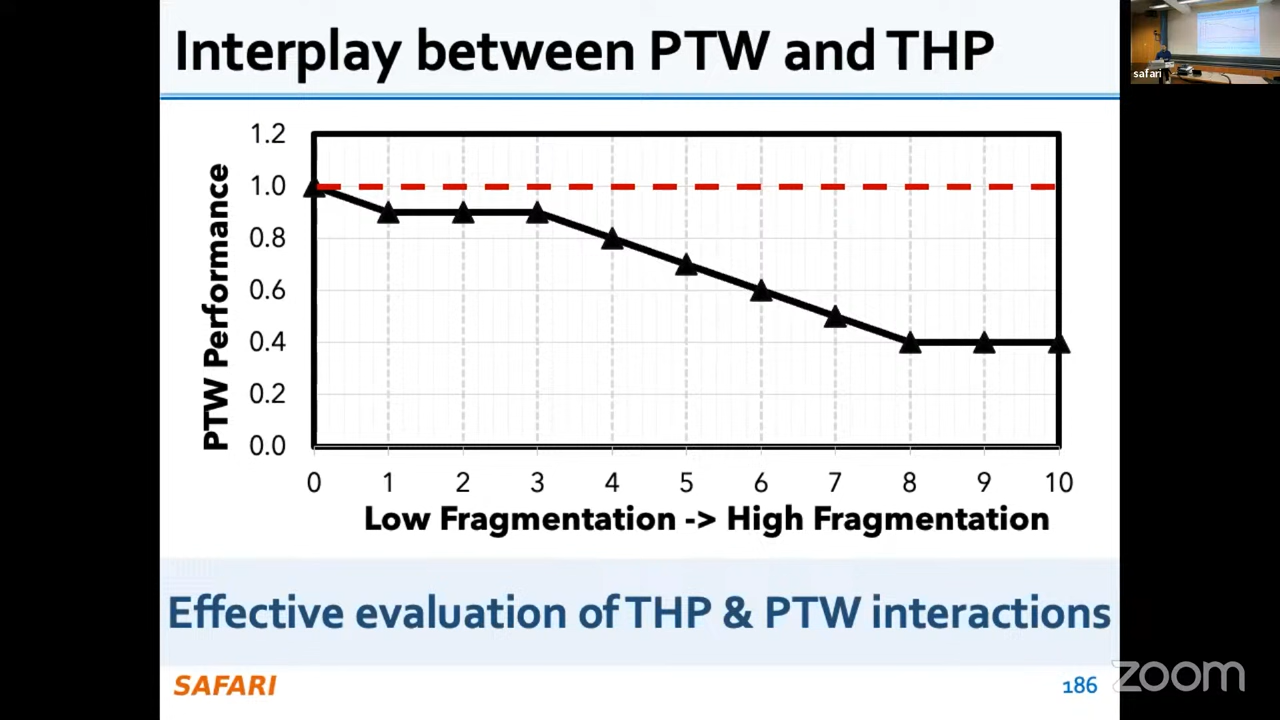 Interplay between PTW and THP
safari
1.2
1.0
0.8
0.6
0.4
0.2
0.0
PTW Performance
0 1 2 3 4 5 6 7 8 9 10
Low Fragmentation -> High Fragmentation
Effective evaluation of THP & PTW interactions
SAFARI
186
zoom